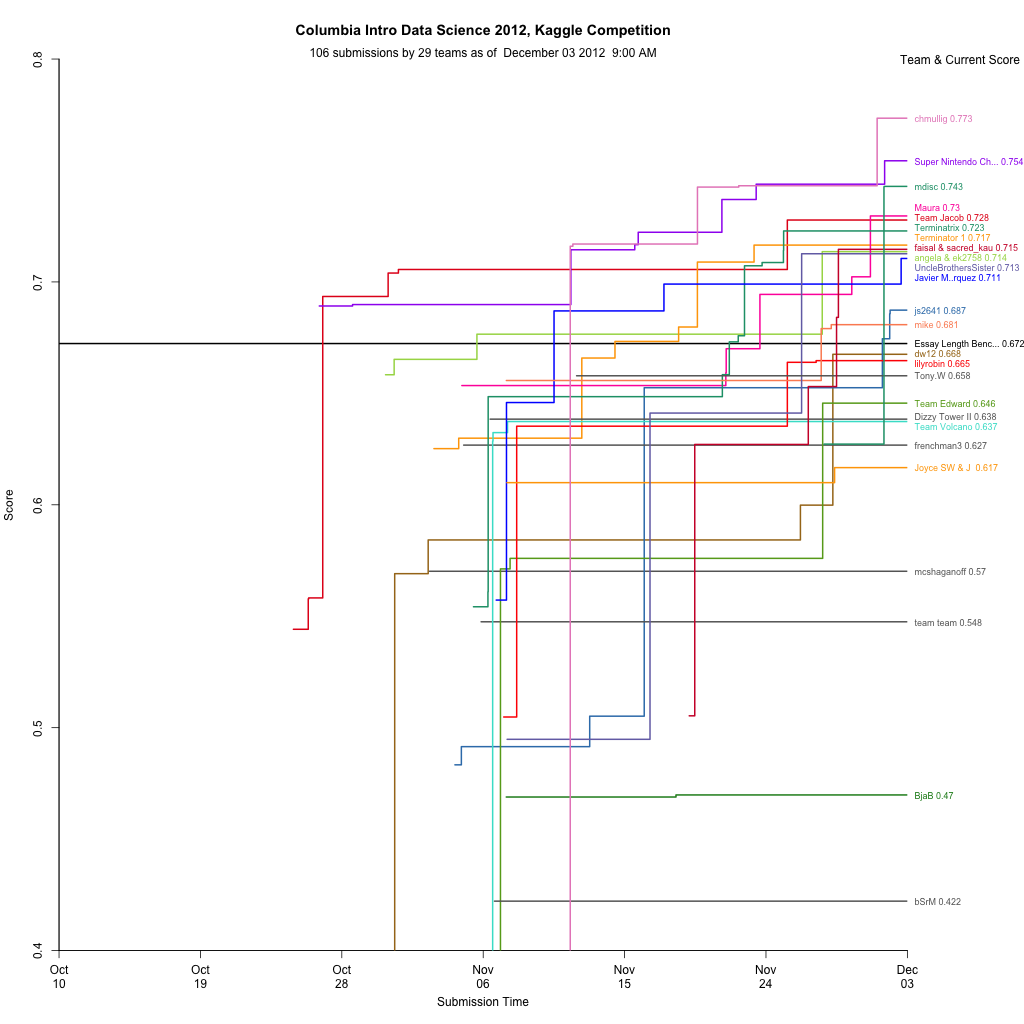 Columbia Intro Data Science 2012, Kaggle Competition
106 submissions by 29 teams as of December 03 2012 9:00 AM
Team & Current Score
0.8
0.7
0.6
0.5
0.4
Score
chmullig 0.773
Super Nintendo Ch... 0.754
mdisc 0.743
Maura 0.73
Team Jacob 0.728
Terminatrix 0.723
Terminator 1 0.717
faisal & sacred_kau 0.715
angela & ek2758 0.714
UncleBrothersSister 0.713
Javier M..rquez 0.711
js2641 0.687
mike 0.681
Essay Length Benc... 0.672
dw12 0.668
lilyrobin 0.665
Tony.W 0.658
Team Edward 0.646
Dizzy Tower II 0.638
Team Volcano 0.637
frenchman3 0.627
Joyce SW & J 0.617
mcshaganoff 0.57
team team 0.548
BjaB 0.47
bSrM 0.422
Oct 10
Oct 19
Oct 28
Nov 06
Nov 15
Nov 24
Dec 03
Submission Time